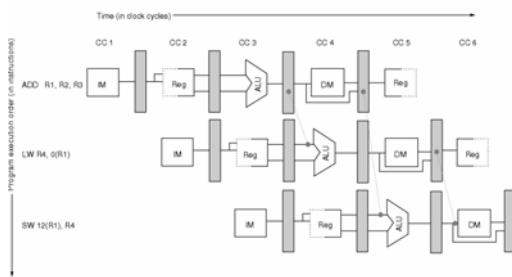 Time (in clock cycles)
CC 1 CC 2 CC 3 CC 4 CC 5 CC 6
Program execution order (in instructions)
ADD R1, R2, R3 IM Reg ALU DM Reg
LW R4, 0(R1) IM Reg ALU DM Reg
SW 12(R1), R4 IM Reg ALU DM